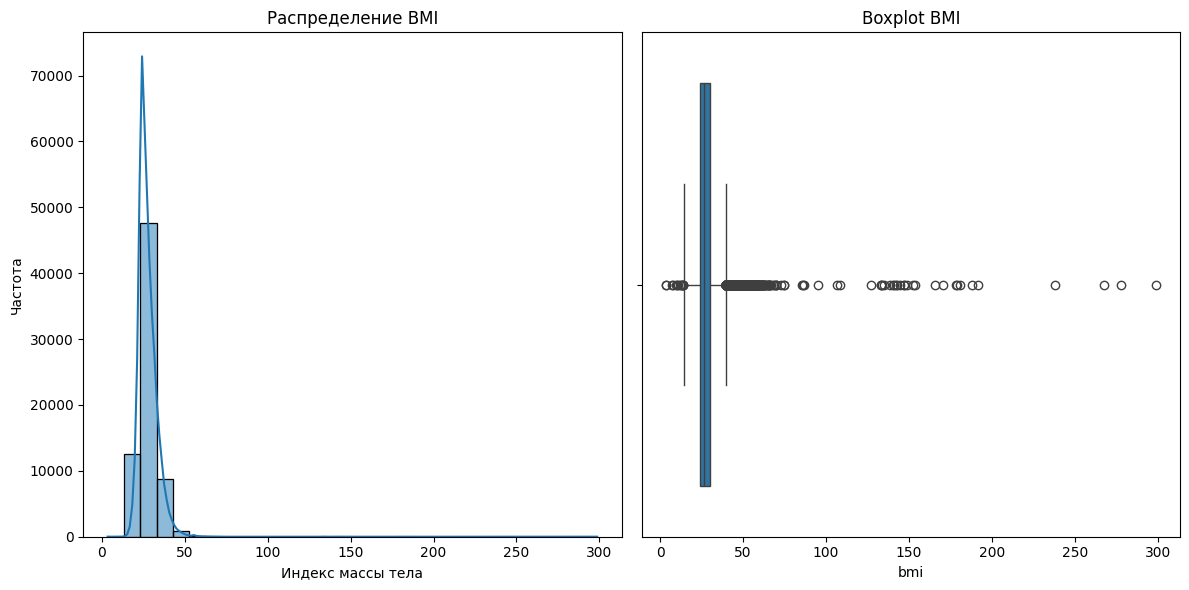 Распределение BMI
Boxplot BMI
Частота
70000
60000
50000
40000
30000
20000
10000
0
0 50 100 150 200 250 300
Индекс массы тела
0 50 100 150 200 250 300
bmi